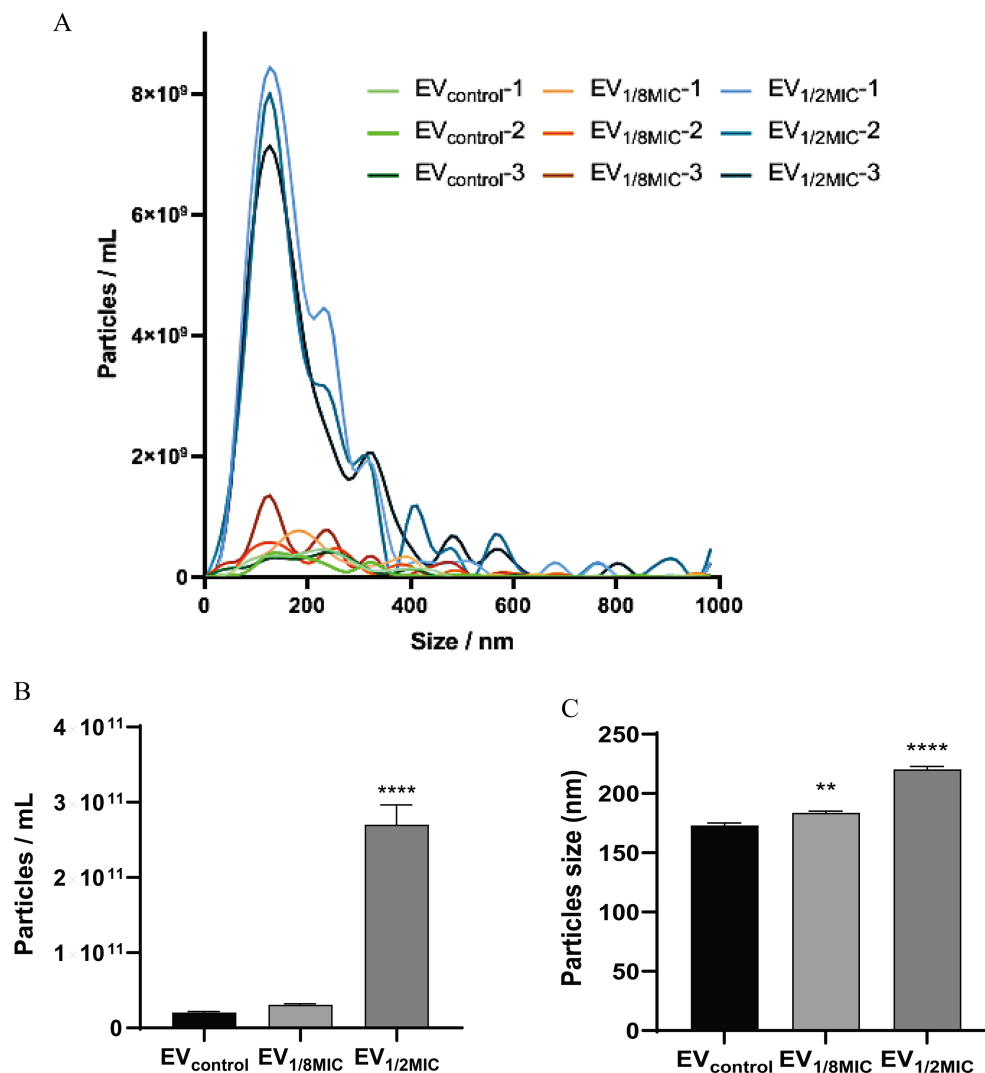 A
8×10⁹
6×10⁹
4×10⁹
2×10⁹
0
Particles / mL
EVcontrol-1 EV1/8MIC-1 EV1/2MIC-1
EVcontrol-2 EV1/8MIC-2 EV1/2MIC-2
EVcontrol-3 EV1/8MIC-3 EV1/2MIC-3
0 200 400 600 800 1000
Size / nm
B
4×10¹¹
3×10¹¹
2×10¹¹
1×10¹¹
0
Particles / mL
****
EVcontrol EV1/8MIC EV1/2MIC
C
250
200
150
100
50
0
Particles size (nm)
** ****
EVcontrol EV1/8MIC EV1/2MIC